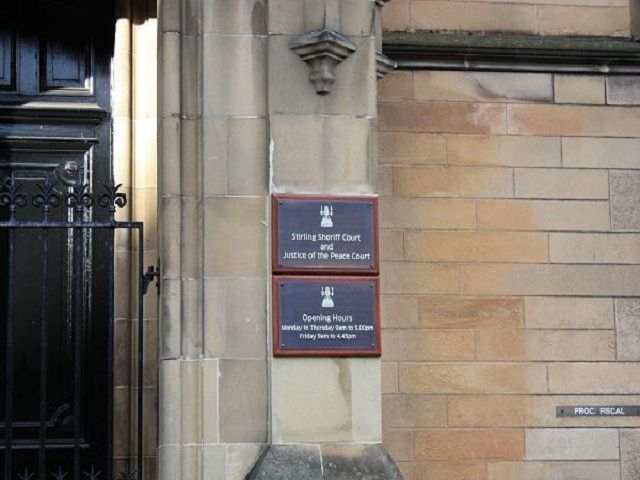 Stirling Sheriff Court
and
Justice of the Peace Court
Opening Hours
Monday to Thursday 9am to 5.00pm
Friday 9am to 4.45pm
PROC. FISCAL